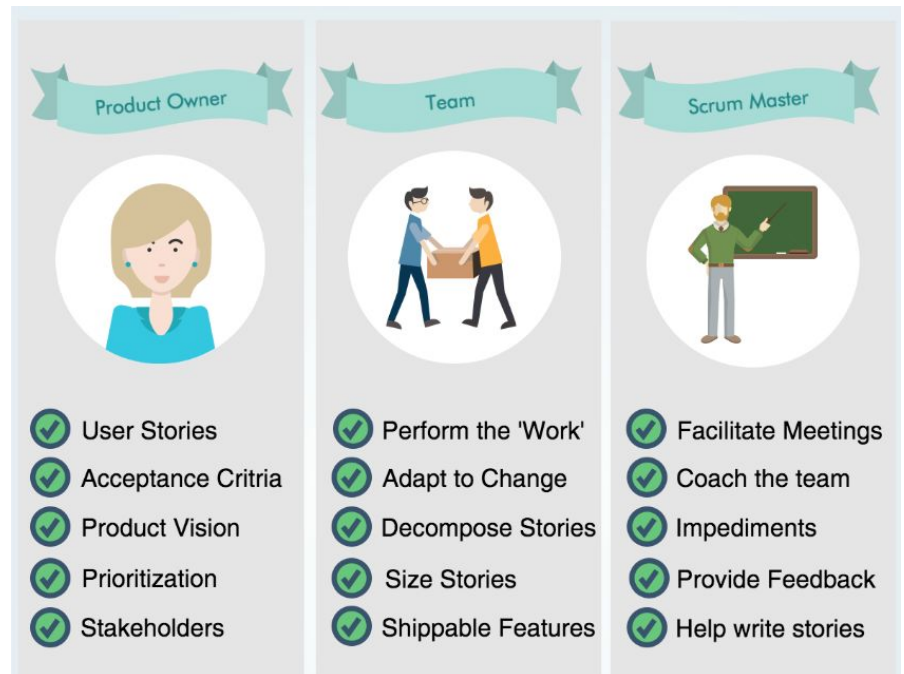 Product Owner
User Stories
Acceptance Critria
Product Vision
Prioritization
Stakeholders
Team
Perform the 'Work'
Adapt to Change
Decompose Stories
Size Stories
Shippable Features
Scrum Master
Facilitate Meetings
Coach the team
Impediments
Provide Feedback
Help write stories